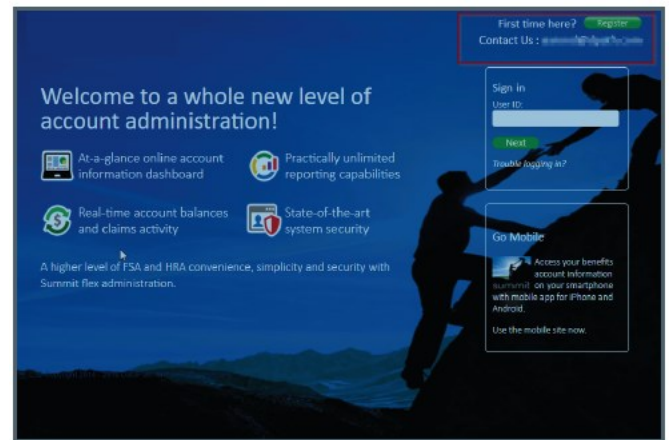 First time here? Register
Contact Us :
Welcome to a whole new level of
account administration!
At-a-glance online account
information dashboard
Practically unlimited
reporting capabilities
Real-time account balances
and claims activity
State-of-the-art
system security
A higher level of FSA and HRA convenience, simplicity and security with
Summit flex administration.
Sign in
User ID:
Next
Trouble logging in?
Go Mobile
Access your benefits
account information
summit on your smartphone
with mobile app for iPhone and
Android.
Use the mobile site now.